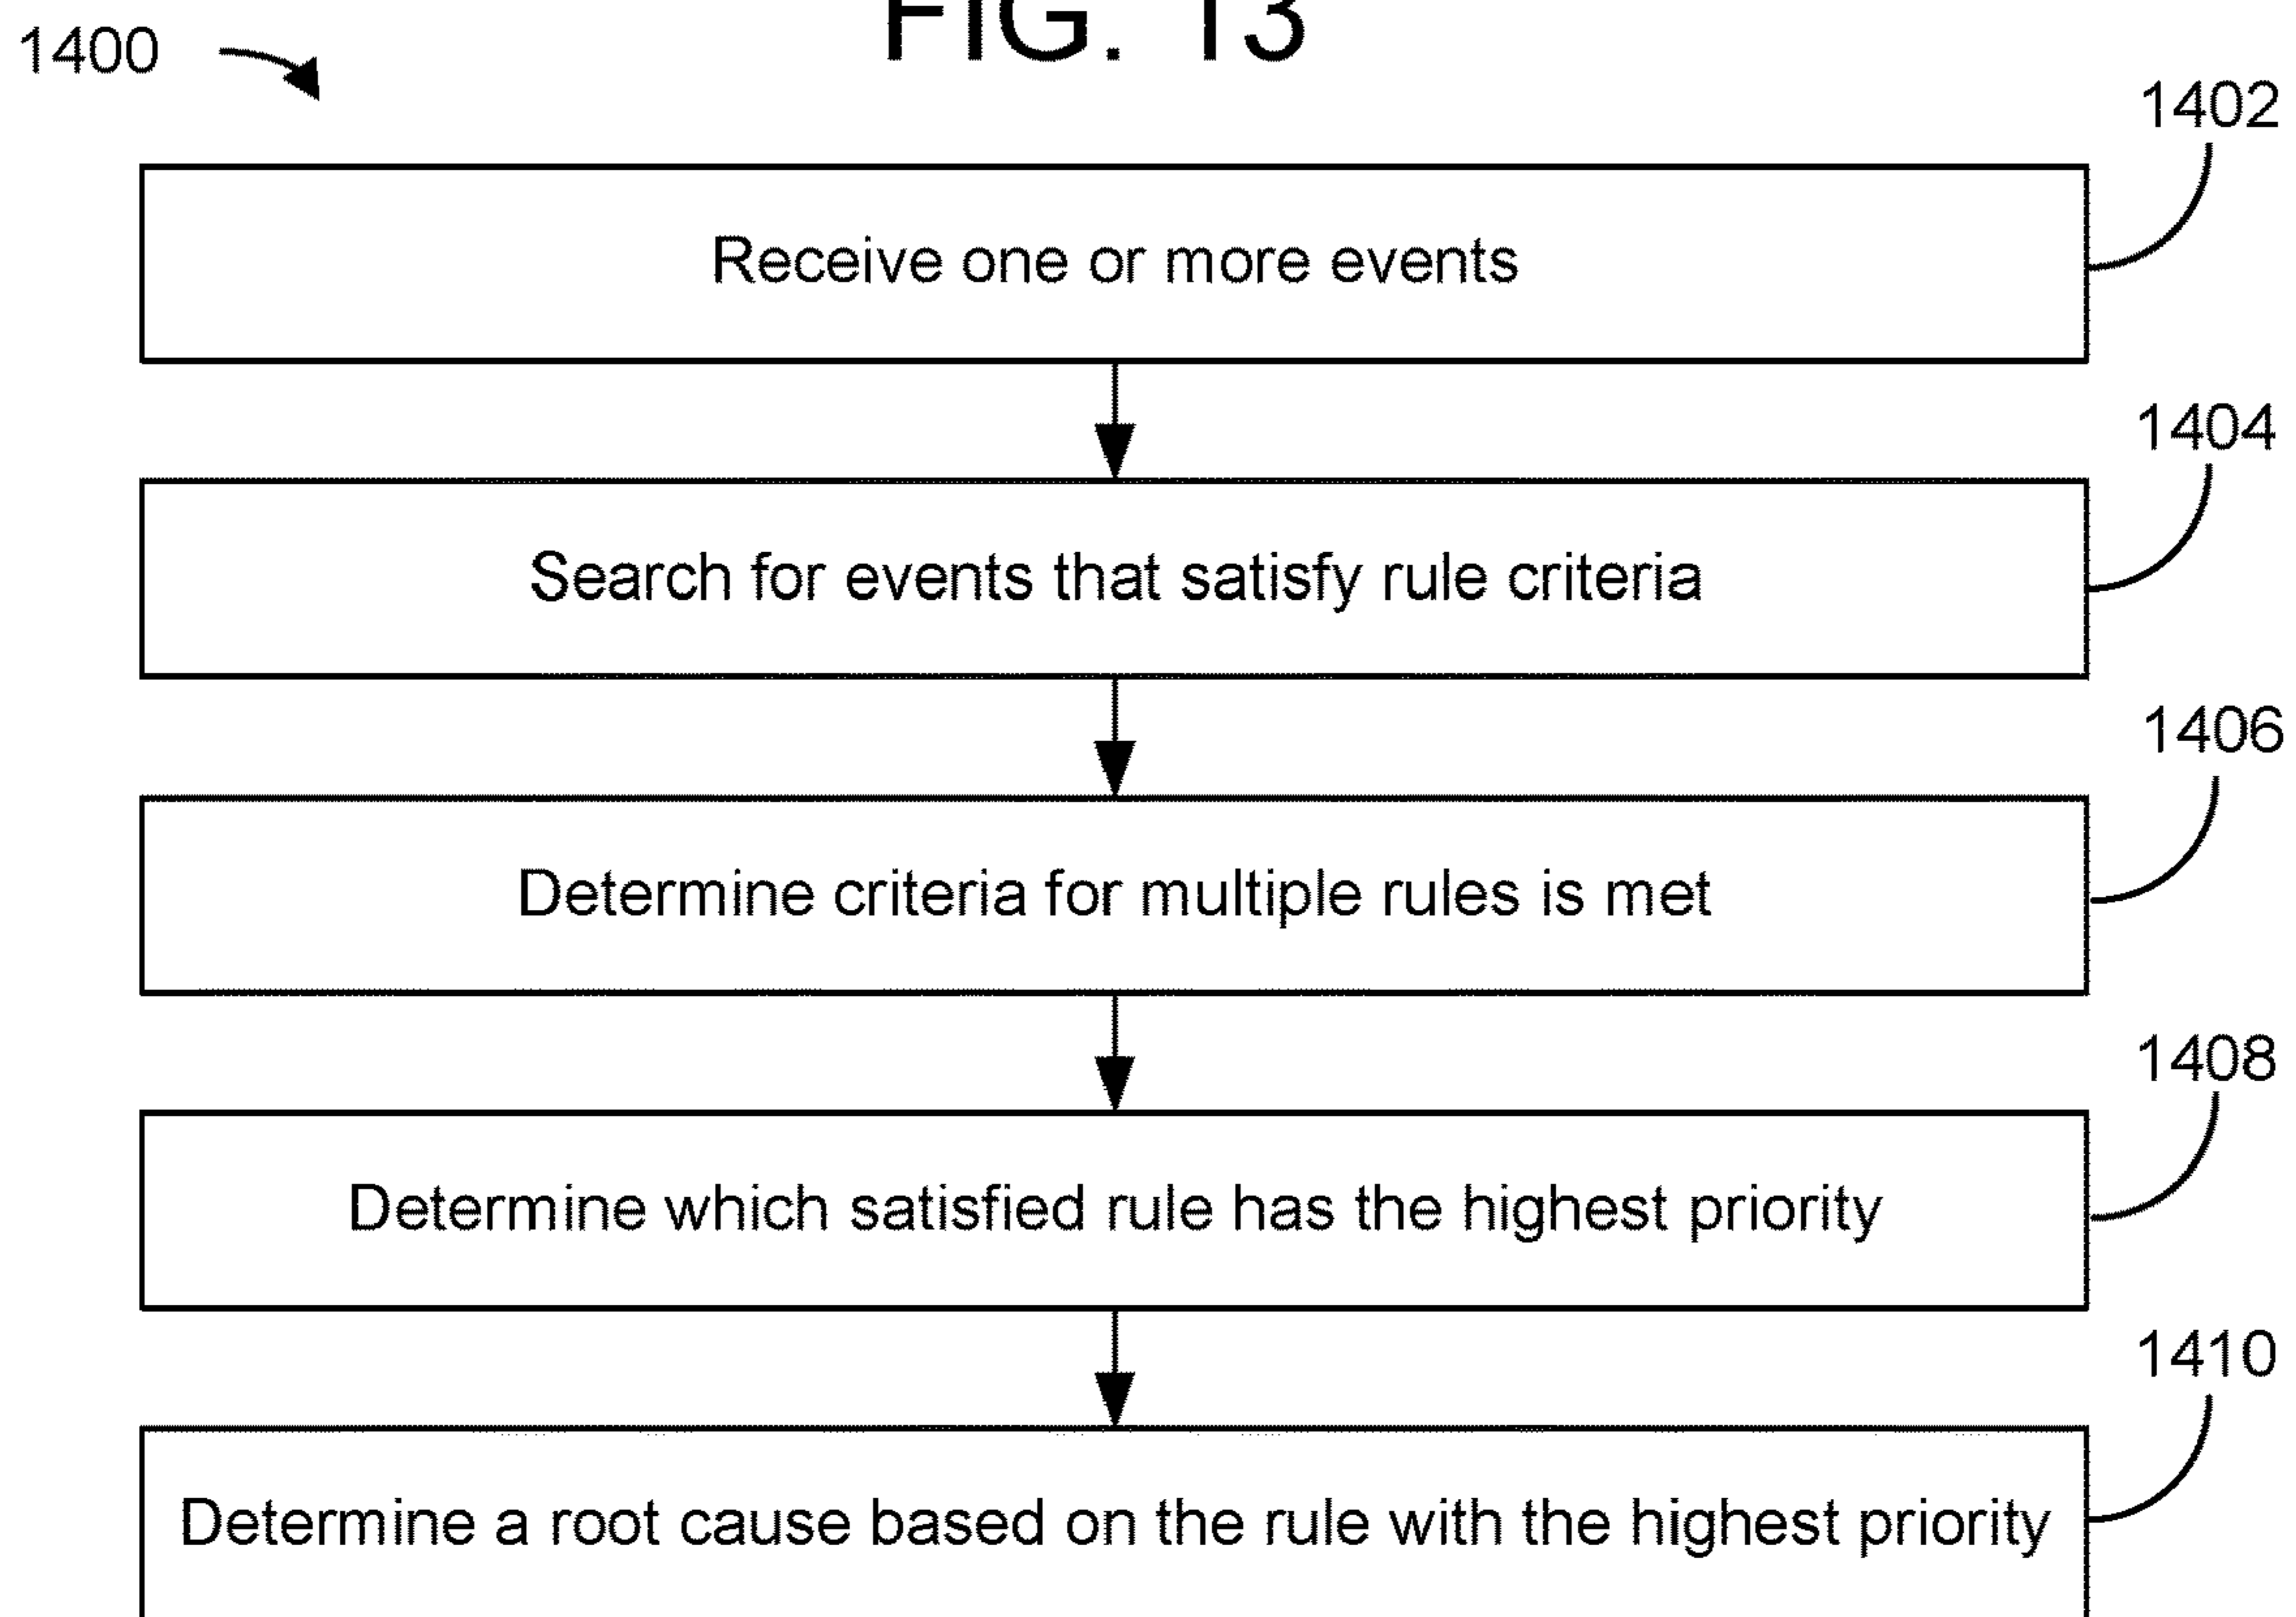 FIG. 13
1400
1402
Receive one or more events
1404
Search for events that satisfy rule criteria
1406
Determine criteria for multiple rules is met
1408
Determine which satisfied rule has the highest priority
1410
Determine a root cause based on the rule with the highest priority